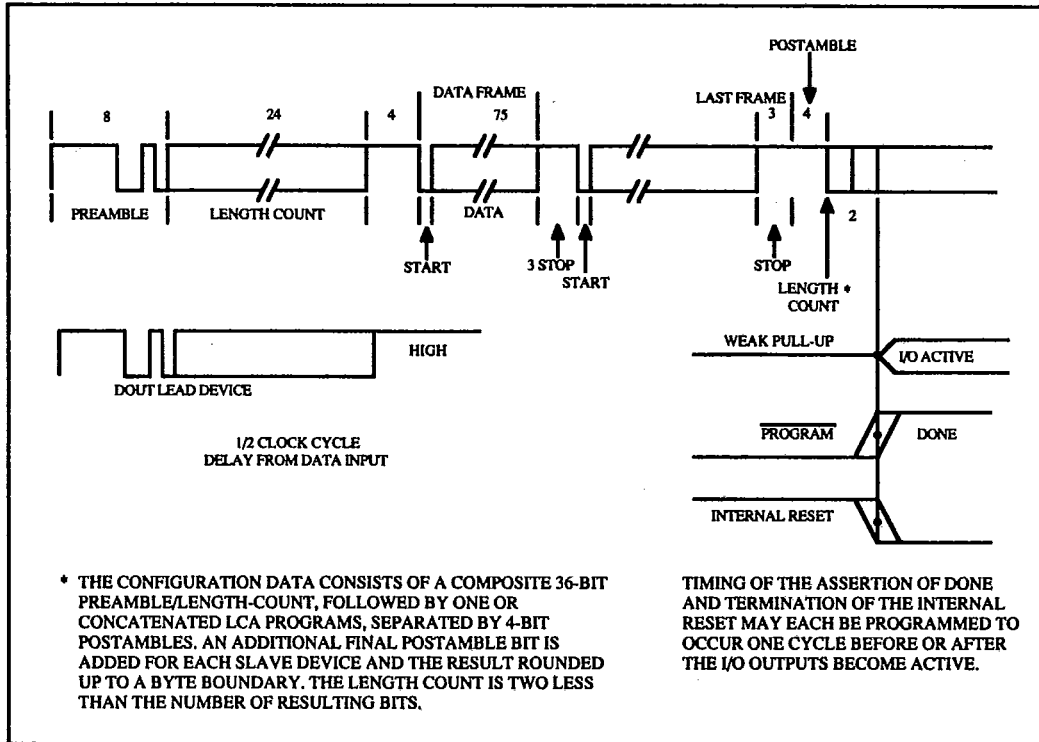 POSTAMBLE
DATA FRAME
LAST FRAME
8
24
4
75
3
4
PREAMBLE
LENGTH COUNT
DATA
2
START
3 STOP
START
STOP
LENGTH *
COUNT
HIGH
DOUT LEAD DEVICE
1/2 CLOCK CYCLE
DELAY FROM DATA INPUT
WEAK PULL-UP
I/O ACTIVE
PROGRAM
DONE
INTERNAL RESET
* THE CONFIGURATION DATA CONSISTS OF A COMPOSITE 36-BIT
PREAMBLE/LENGTH-COUNT, FOLLOWED BY ONE OR
CONCATENATED LCA PROGRAMS, SEPARATED BY 4-BIT
POSTAMBLES. AN ADDITIONAL FINAL POSTAMBLE BIT IS
ADDED FOR EACH SLAVE DEVICE AND THE RESULT ROUNDED
UP TO A BYTE BOUNDARY. THE LENGTH COUNT IS TWO LESS
THAN THE NUMBER OF RESULTING BITS.
TIMING OF THE ASSERTION OF DONE
AND TERMINATION OF THE INTERNAL
RESET MAY EACH BE PROGRAMMED TO
OCCUR ONE CYCLE BEFORE OR AFTER
THE I/O OUTPUTS BECOME ACTIVE.